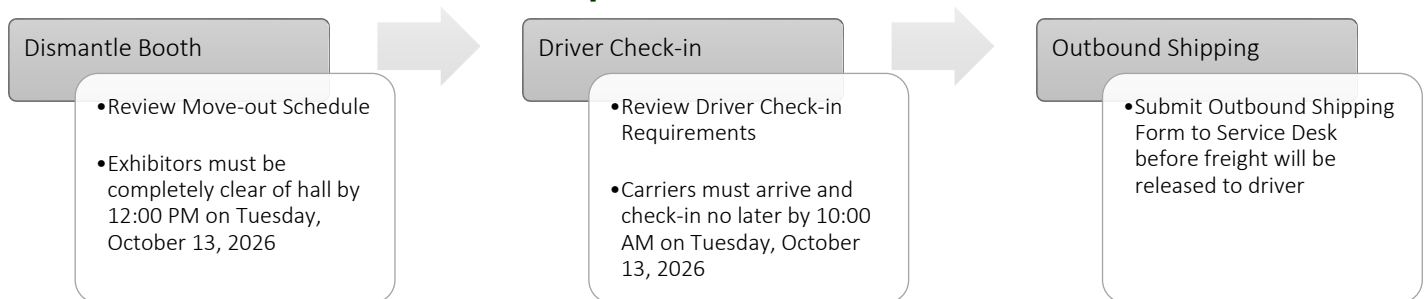 Dismantle Booth
•Review Move-out Schedule
•Exhibitors must be
completely clear of hall by
12:00 PM on Tuesday,
October 13, 2026
Driver Check-in
•Review Driver Check-in
Requirements
•Carriers must arrive and
check-in no later by 10:00
AM on Tuesday, October
13, 2026
Outbound Shipping
•Submit Outbound Shipping
Form to Service Desk
before freight will be
released to driver